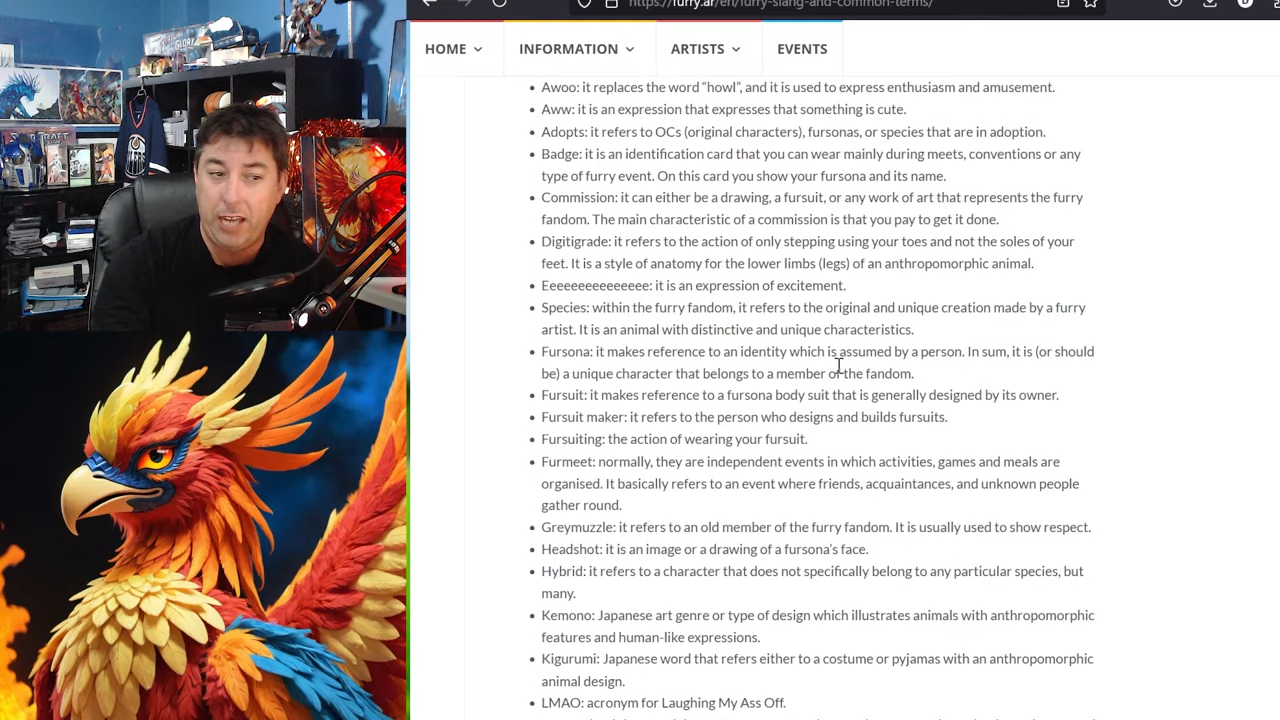 https://furry.ar/en/furry-slang-and-common-terms/
HOME
INFORMATION
ARTISTS
EVENTS
Awoo: it replaces the word “howl”, and it is used to express enthusiasm and amusement.
Aww: it is an expression that expresses that something is cute.
Adopts: it refers to OCs (original characters), fursonas, or species that are in adoption.
Badge: it is an identification card that you can wear mainly during meets, conventions or any
type of furry event. On this card you show your fursona and its name.
Commission: it can either be a drawing, a fursuit, or any work of art that represents the furry
fandom. The main characteristic of a commission is that you pay to get it done.
Digitigrade: it refers to the action of only stepping using your toes and not the soles of your
feet. It is a style of anatomy for the lower limbs (legs) of an anthropomorphic animal.
Eeeeeeeeeeeeeee: it is an expression of excitement.
Species: within the furry fandom, it refers to the original and unique creation made by a furry
artist. It is an animal with distinctive and unique characteristics.
Fursona: it makes reference to an identity which is assumed by a person. In sum, it is (or should
be) a unique character that belongs to a member of the fandom.
Fursuit: it makes reference to a fursona body suit that is generally designed by its owner.
Fursuit maker: it refers to the person who designs and builds fursuits.
Fursuiting: the action of wearing your fursuit.
Furmeet: normally, they are independent events in which activities, games and meals are
organised. It basically refers to an event where friends, acquaintances, and unknown people
gather round.
Greymuzzle: it refers to an old member of the furry fandom. It is usually used to show respect.
Headshot: it is an image or a drawing of a fursona’s face.
Hybrid: it refers to a character that does not specifically belong to any particular species, but
many.
Kemono: Japanese art genre or type of design which illustrates animals with anthropomorphic
features and human-like expressions.
Kigurumi: Japanese word that refers either to a costume or pyjamas with an anthropomorphic
animal design.
LMAO: acronym for Laughing My Ass Off.
GLORY